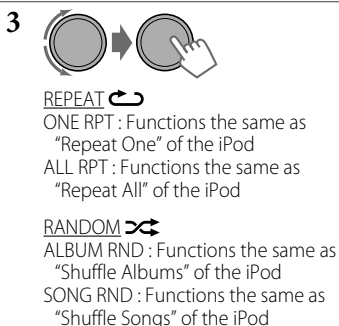 3
REPEAT
ONE RPT : Functions the same as
“Repeat One” of the iPod
ALL RPT : Functions the same as
“Repeat All” of the iPod
RANDOM
ALBUM RND : Functions the same as
“Shuffle Albums” of the iPod
SONG RND : Functions the same as
“Shuffle Songs” of the iPod